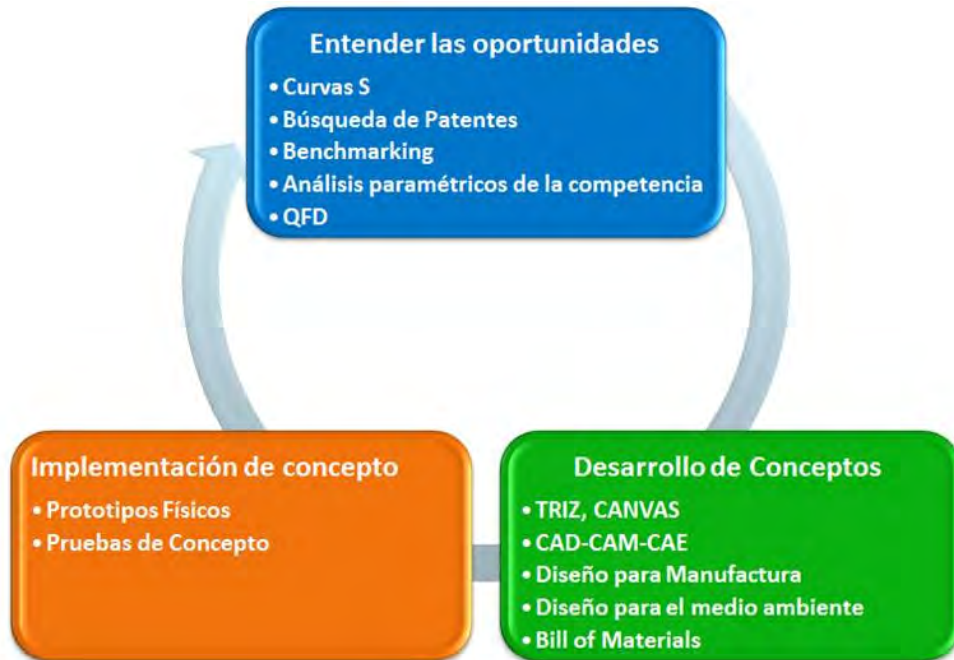 Entender las oportunidades
• Curvas S
• Búsqueda de Patentes
• Benchmarking
• Análisis paramétricos de la competencia
• QFD
Implementación de concepto
• Prototipos Físicos
• Pruebas de Concepto
Desarrollo de Conceptos
• TRIZ, CANVAS
• CAD-CAM-CAE
• Diseño para Manufactura
• Diseño para el medio ambiente
• Bill of Materials